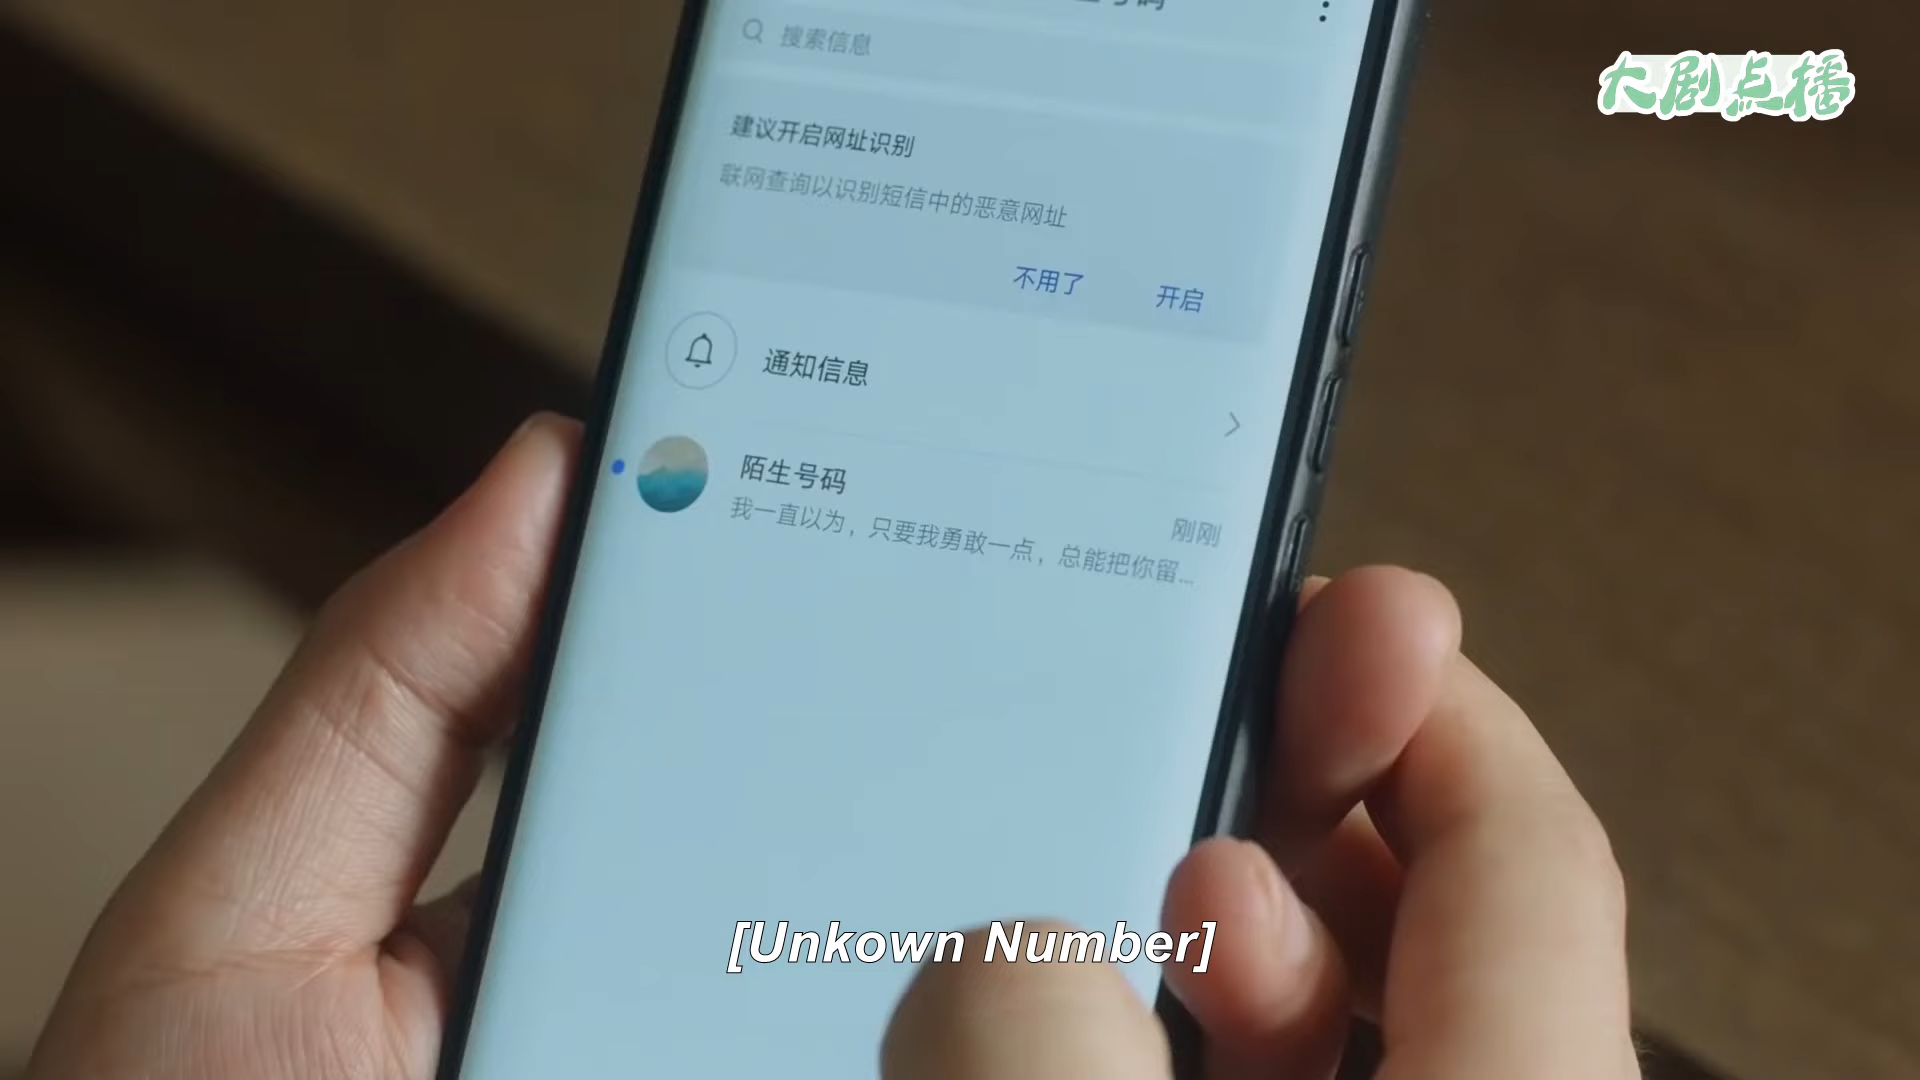 搜索信息
大剧点播
建议开启网址识别
联网查询以识别短信中的恶意网址
不用了 开启
通知信息
陌生号码
刚刚
我一直以为，只要我勇敢一点，总能把你留...
[Unkown Number]